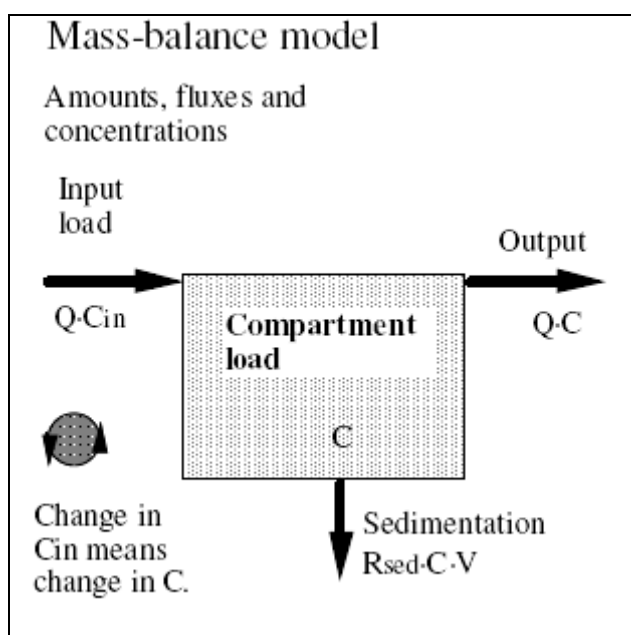 Mass-balance model
Amounts, fluxes and
concentrations
Input
load
Output
Q·Cin
Q·C
Compartment
load
C
Change in
Cin means
change in C.
Sedimentation
Rsed·C·V